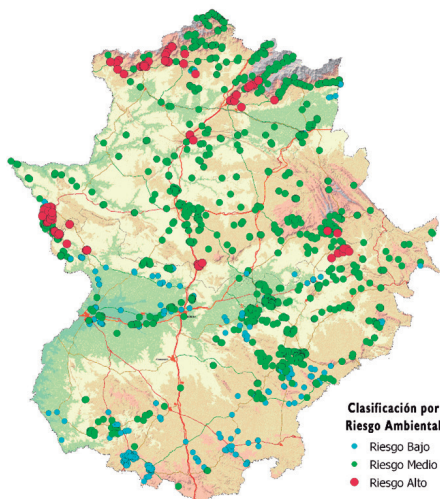 Clasificación por
Riesgo Ambiental
Riesgo Bajo
Riesgo Medio
Riesgo Alto